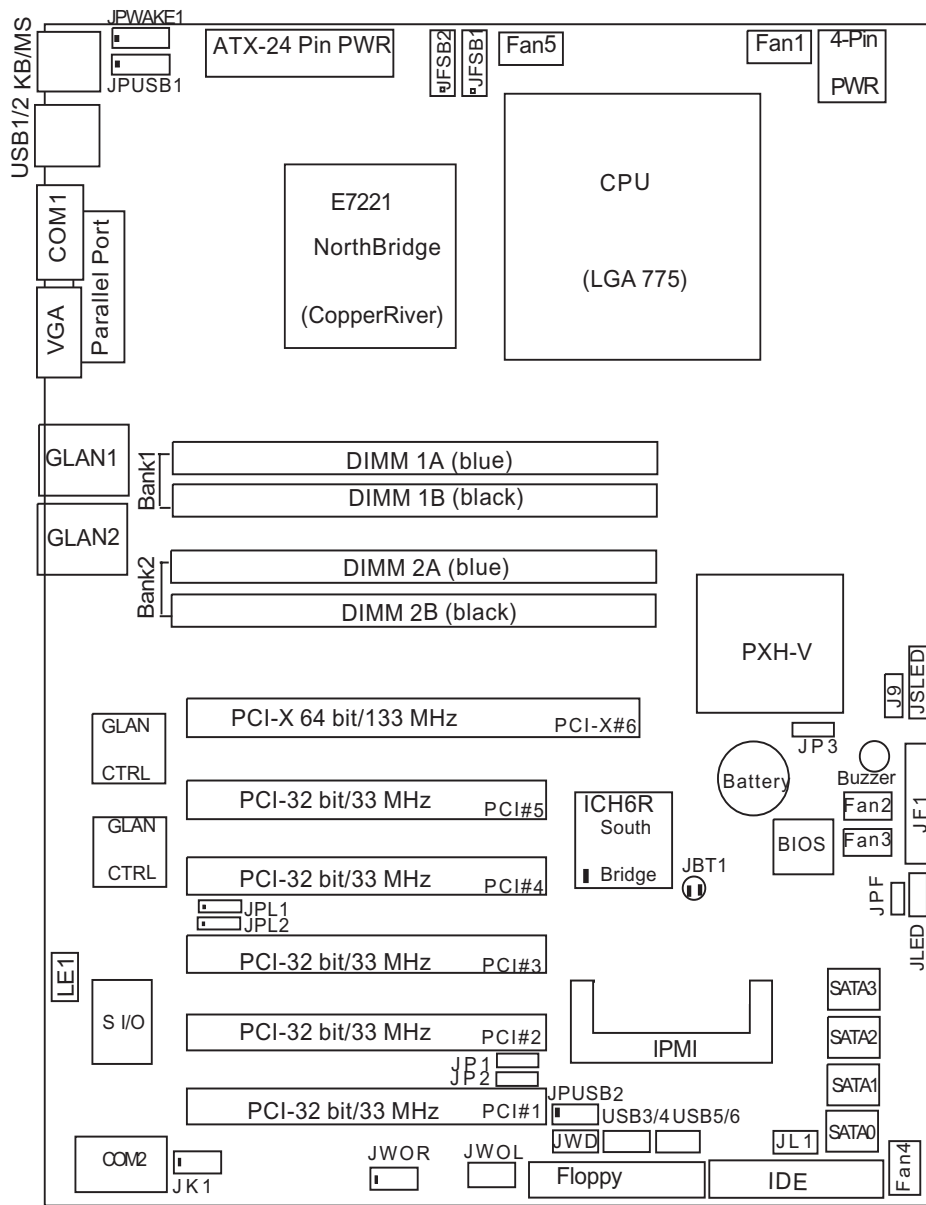 JPWAKE1
KB/MS
JPUSB1
ATX-24 Pin PWR
JFSB2
JFSB1
Fan5
Fan1
4-Pin
PWR
USB1/2
E7221
NorthBridge
(CopperRiver)
CPU
(LGA 775)
COM1
Parallel Port
VGA
GLAN1
Bank1
DIMM 1A (blue)
DIMM 1B (black)
GLAN2
Bank2
DIMM 2A (blue)
DIMM 2B (black)
PXH-V
J9
JSLED
GLAN
CTRL
PCI-X 64 bit/133 MHz
PCI-X#6
JP3
Battery
Buzzer
PCI-32 bit/33 MHz
PCI#5
ICH6R
South
Bridge
Fan2
Fan3
JF1
GLAN
CTRL
BIOS
PCI-32 bit/33 MHz
PCI#4
JBT1
JPF
JLED
JPL1
JPL2
PCI-32 bit/33 MHz
PCI#3
LE1
S I/O
SATA3
PCI-32 bit/33 MHz
PCI#2
IPMI
SATA2
JP1
JP2
SATA1
PCI-32 bit/33 MHz
PCI#1
JPUSB2
USB3/4
USB5/6
JWD
JL1
SATA0
COM2
JK1
JWOR
JWOL
Floppy
IDE
Fan4